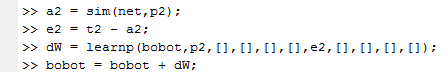 >> a2 = sim(net,p2);
>> e2 = t2 - a2;
>> dW = learnp(bobot,p2,[],[],[],[],e2,[],[],[],[]);
>> bobot = bobot + dW;